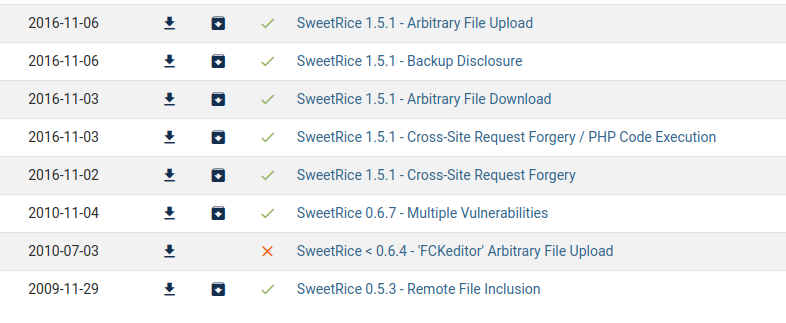 2016-11-06 SweetRice 1.5.1 - Arbitrary File Upload
2016-11-06 SweetRice 1.5.1 - Backup Disclosure
2016-11-03 SweetRice 1.5.1 - Arbitrary File Download
2016-11-03 SweetRice 1.5.1 - Cross-Site Request Forgery / PHP Code Execution
2016-11-02 SweetRice 1.5.1 - Cross-Site Request Forgery
2010-11-04 SweetRice 0.6.7 - Multiple Vulnerabilities
2010-07-03 SweetRice < 0.6.4 - 'FCKeditor' Arbitrary File Upload
2009-11-29 SweetRice 0.5.3 - Remote File Inclusion